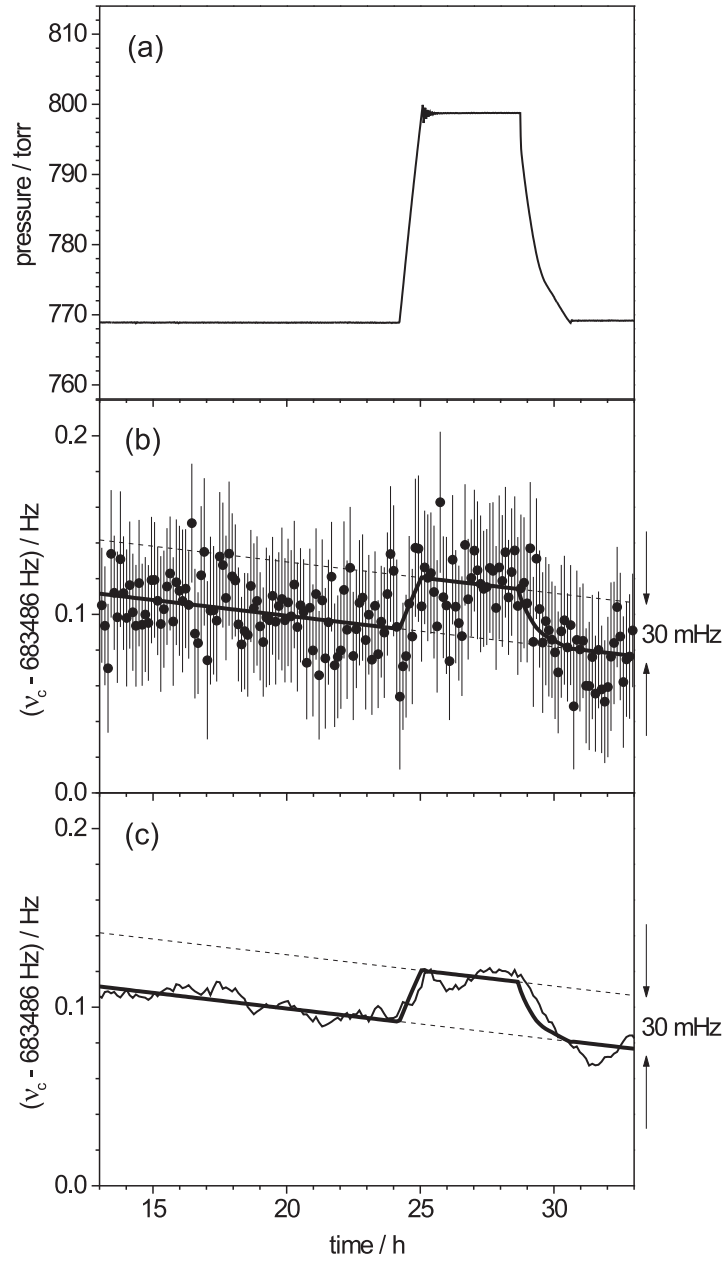 (a)
810
800
790
780
770
760
pressure / torr
(b)
0.2
0.1
0.0
(ν_c - 683486 Hz) / Hz
30 mHz
(c)
0.2
0.1
0.0
(ν_c - 683486 Hz) / Hz
30 mHz
15 20 25 30
time / h